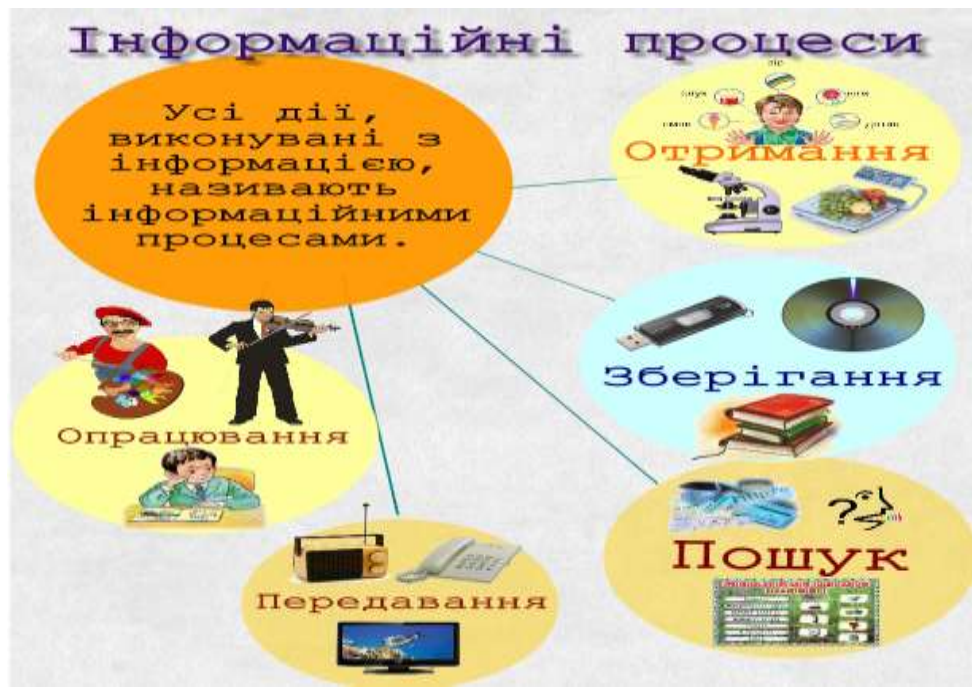 Інформаційні процеси
Усі дії,
виконувані з
інформацією,
називають
інформаційними
процесами.
Отримання
Зберігання
Опрацювання
Пошук
Передавання